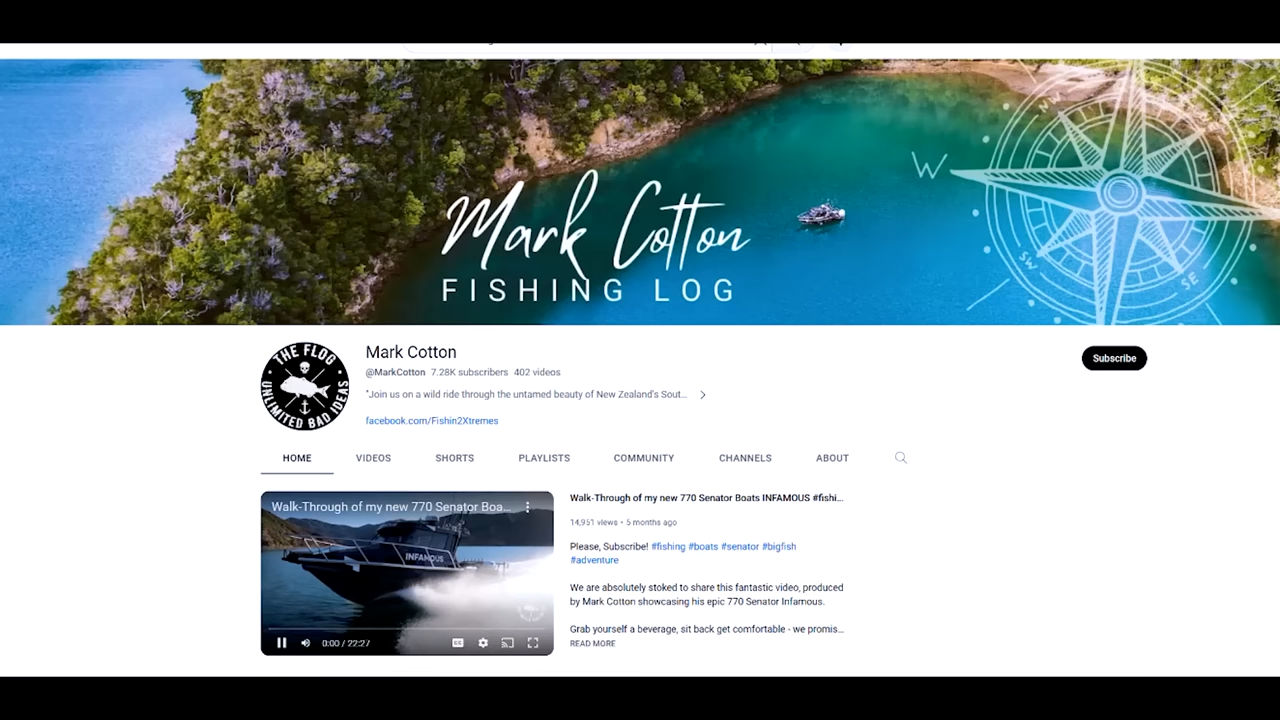 Mark Cotton
FISHING LOG
W
SW
SE
THE FLOG
UNLIMITED BAD IDEAS
Mark Cotton
Subscribe
@MarkCotton 7.28K subscribers 402 videos
"Join us on a wild ride through the untamed beauty of New Zealand's Sout...
facebook.com/Fishin2Xtremes
HOME VIDEOS SHORTS PLAYLISTS COMMUNITY CHANNELS ABOUT
Walk-Through of my new 770 Senator Boa...
INFAMOUS
0:00 / 22:27
CC
Walk-Through of my new 770 Senator Boats INFAMOUS #fishi...
14,951 views • 5 months ago
Please, Subscribe! #fishing #boats #senator #bigfish
#adventure
We are absolutely stoked to share this fantastic video, produced
by Mark Cotton showcasing his epic 770 Senator Infamous.
Grab yourself a beverage, sit back get comfortable - we promis...
READ MORE